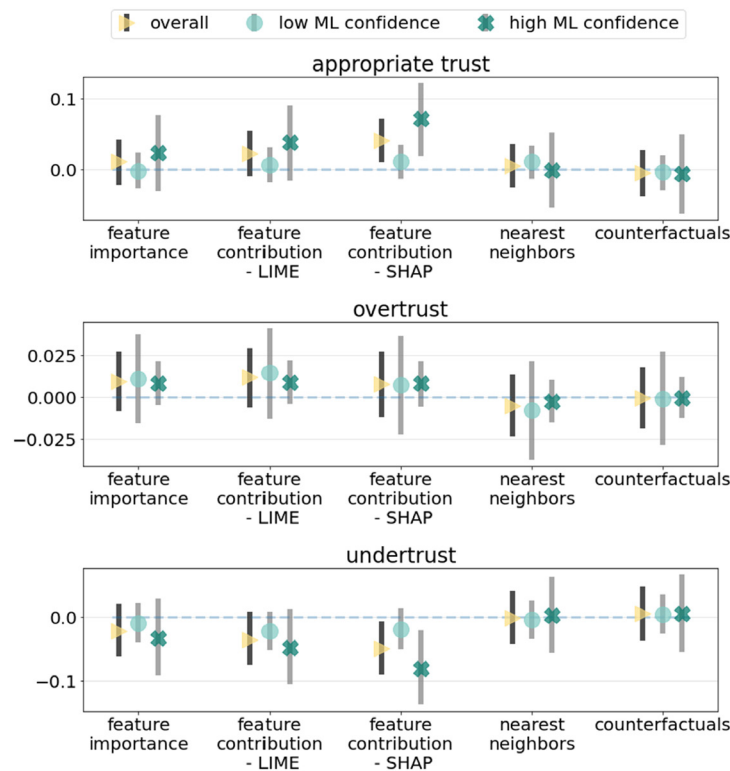 overall low ML confidence high ML confidence
appropriate trust
0.1
0.0
feature importance
feature contribution - LIME
feature contribution - SHAP
nearest neighbors
counterfactuals
overtrust
0.025
0.000
−0.025
feature importance
feature contribution - LIME
feature contribution - SHAP
nearest neighbors
counterfactuals
undertrust
0.0
−0.1
feature importance
feature contribution - LIME
feature contribution - SHAP
nearest neighbors
counterfactuals